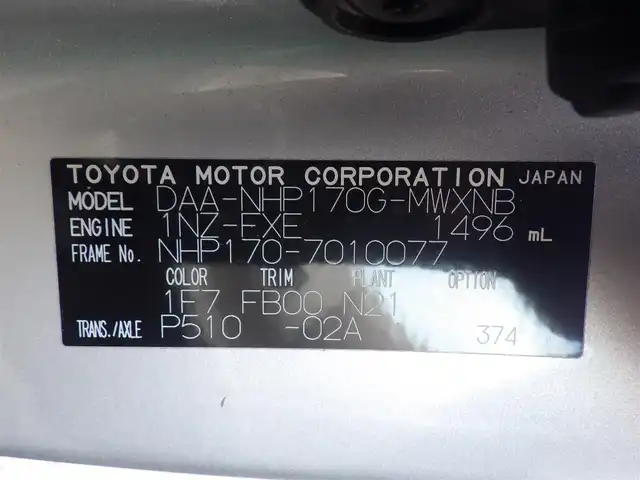 TOYOTA MOTOR CORPORATION JAPAN
MODEL DAA-NHP170G-MWXNB
ENGINE 1NZ-FXE 1496 mL
FRAME No. NHP170-7010077
COLOR TRIM PLANT OPTION
1F7 FB00 N21
TRANS./AXLE P510 -02A 374